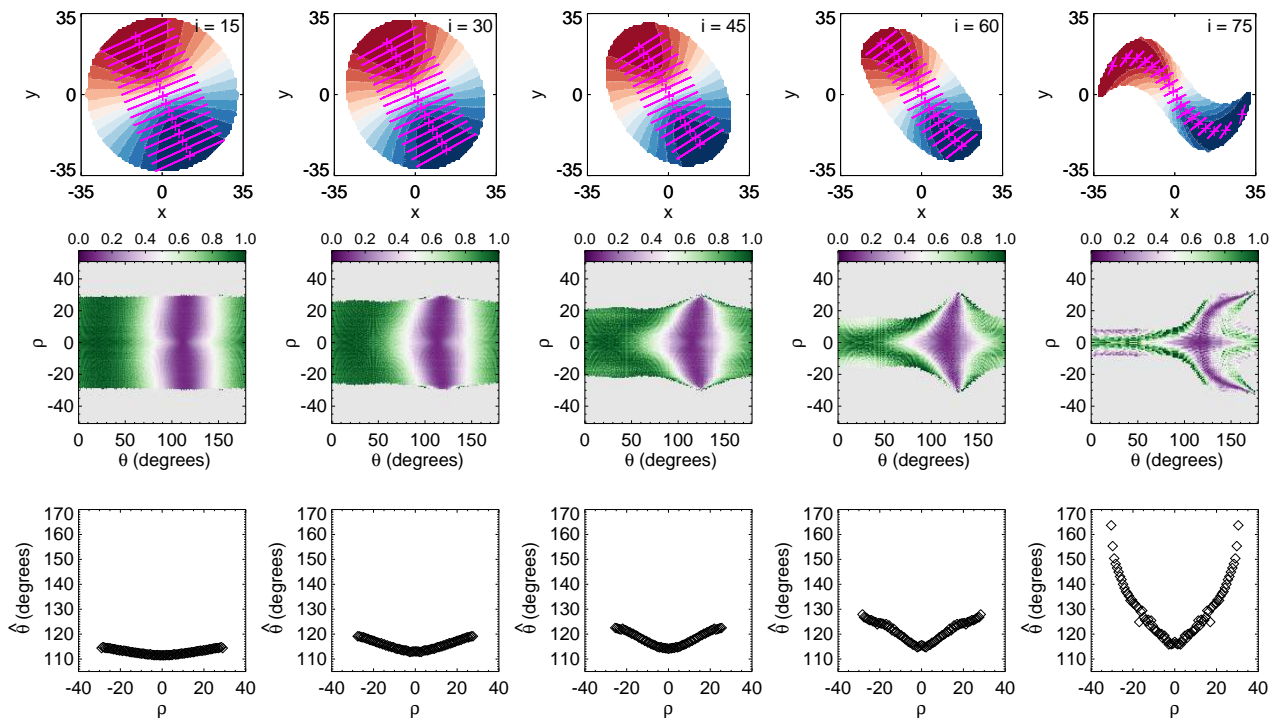 35 i = 15 35 i = 30 35 i = 45 35 i = 60 35 i = 75
y 0 y 0 y 0 y 0 y 0
35 35 35 35 35
-35 0 35 -35 0 35 -35 0 35 -35 0 35 -35 0 35
x x x x x
0.0 0.2 0.4 0.6 0.8 1.0 0.0 0.2 0.4 0.6 0.8 1.0 0.0 0.2 0.4 0.6 0.8 1.0 0.0 0.2 0.4 0.6 0.8 1.0 0.0 0.2 0.4 0.6 0.8 1.0
40 40 40 40 40
20 20 20 20 20
ρ 0 ρ 0 ρ 0 ρ 0 ρ 0
-20 -20 -20 -20 -20
-40 -40 -40 -40 -40
0 50 100 150 0 50 100 150 0 50 100 150 0 50 100 150 0 50 100 150
θ (degrees) θ (degrees) θ (degrees) θ (degrees) θ (degrees)
170 170 170 170 170
160 160 160 160 160
150 150 150 150 150
θ̂ (degrees) θ̂ (degrees) θ̂ (degrees) θ̂ (degrees) θ̂ (degrees)
140 140 140 140 140
130 130 130 130 130
120 120 120 120 120
110 110 110 110 110
-40 -20 0 20 40 -40 -20 0 20 40 -40 -20 0 20 40 -40 -20 0 20 40 -40 -20 0 20 40
ρ ρ ρ ρ ρ